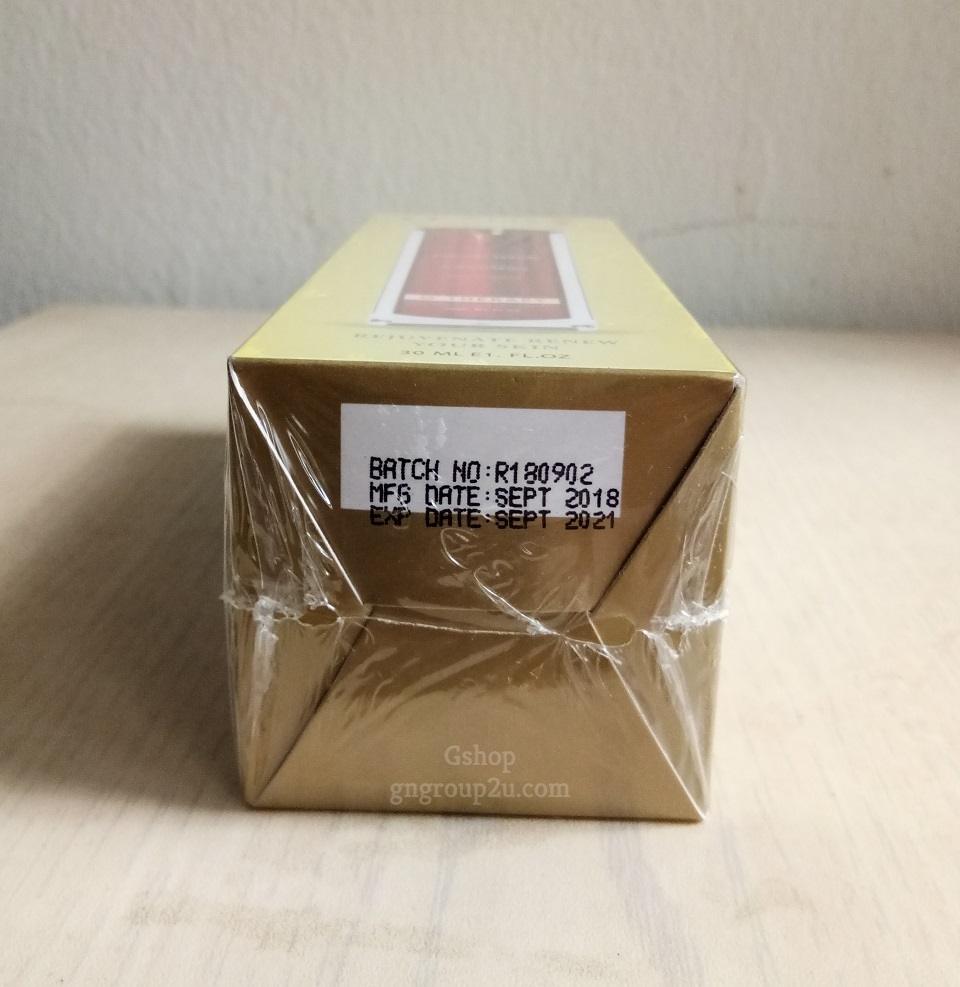 REJUVENATE RENEW
YOUR SKIN
30 ML E1. FL.OZ
BATCH NO:R180902
MFG DATE:SEPT 2018
EXP DATE:SEPT 2021
Gshop
gngroup2u.com